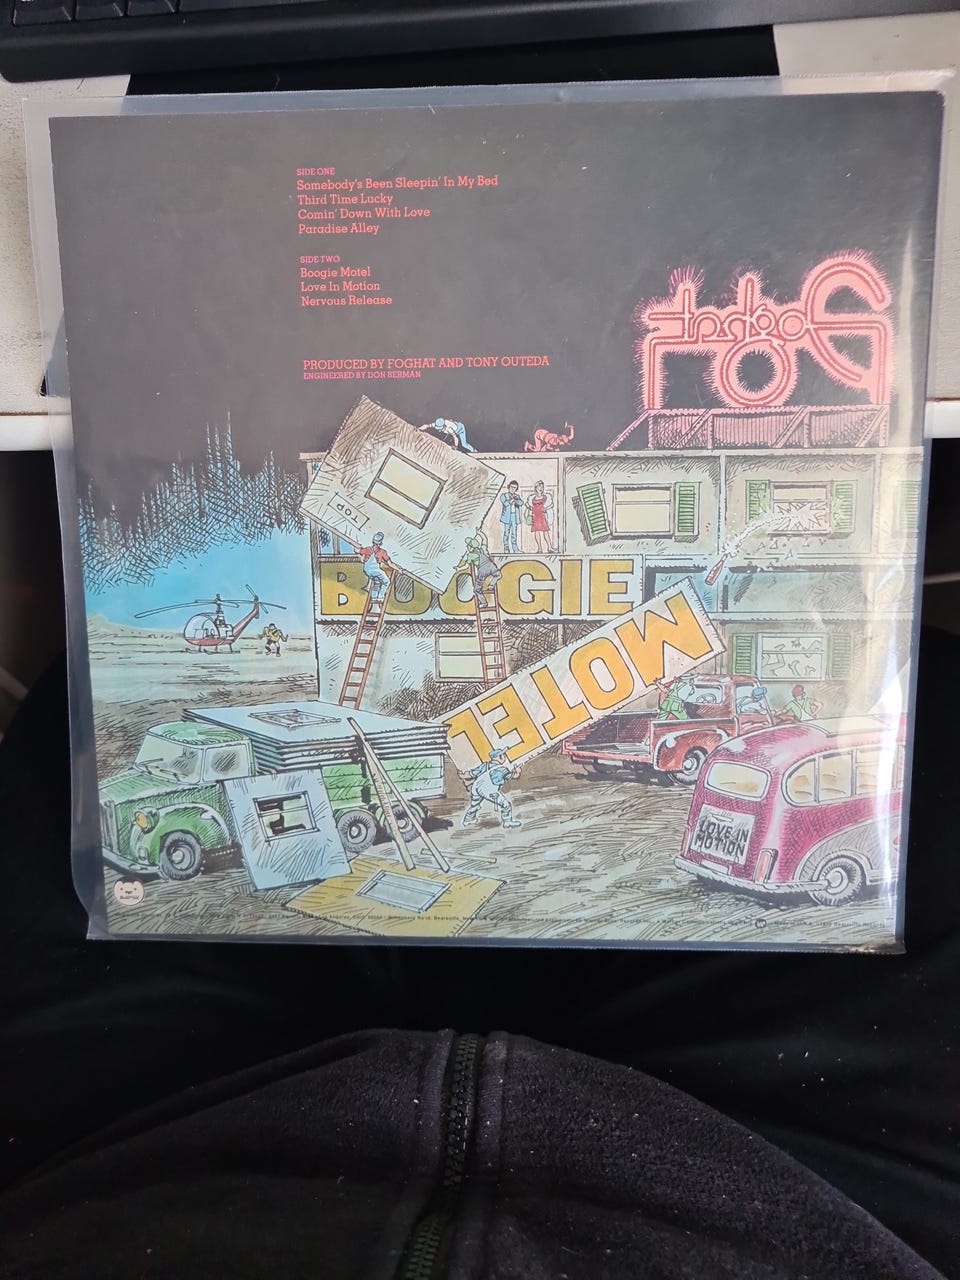 SIDE ONE
Somebody's Been Sleepin' In My Bed
Third Time Lucky
Comin' Down With Love
Paradise Alley
SIDE TWO
Boogie Motel
Love In Motion
Nervous Release
PRODUCED BY FOGHAT AND TONY OUTEDA
ENGINEERED BY DON BERMAN
Foghat
TOP
BOOGIE
MOTEL
LOVE IN
MOTION